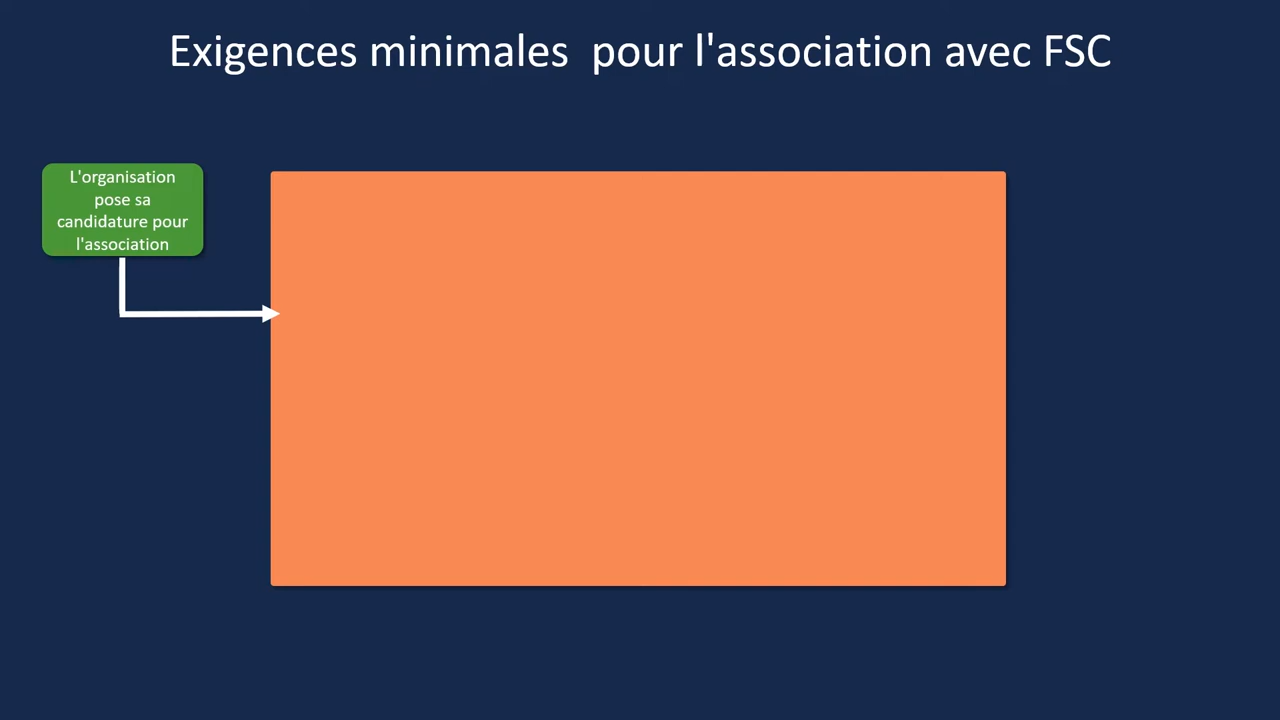 Exigences minimales  pour l'association avec FSC
L'organisation
pose sa
candidature pour
l'association